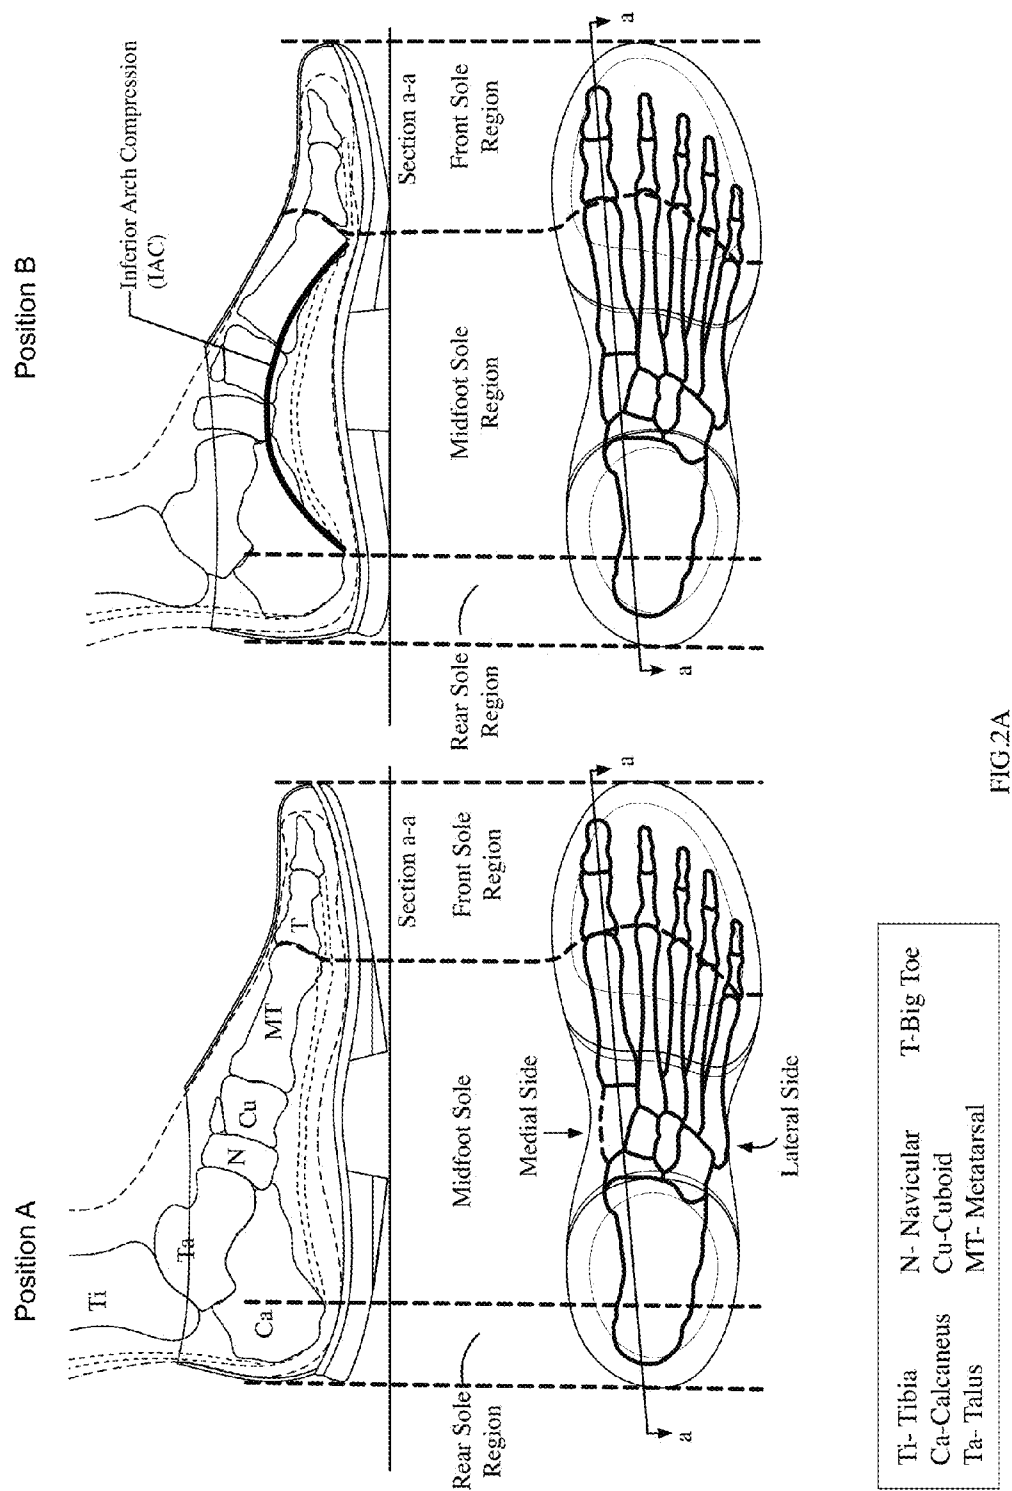 Position A
Position B
Ti
Ta
Ca
N
Cu
MT
T
Inferior Arch Compression
(IAC)
Section a-a
Section a-a
Rear Sole
Region
Midfoot Sole
Front Sole
Region
Rear Sole
Region
Midfoot Sole
Region
Front Sole
Region
Medial Side
Lateral Side
a
a
a
a
Ti- Tibia
Ca-Calcaneus
Ta- Talus
N- Navicular
Cu-Cuboid
MT- Metatarsal
T-Big Toe
FIG.2A